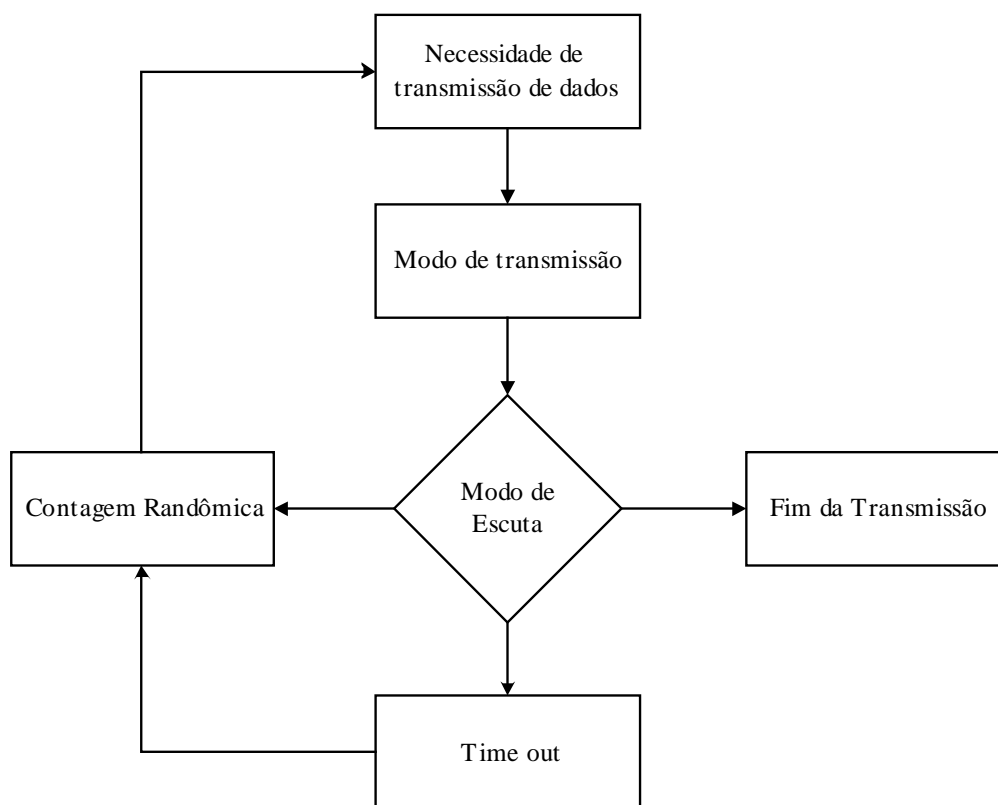 Necessidade de
transmissão de dados
Modo de transmissão
Contagem Randômica
Modo de
Escuta
Fim da Transmissão
Time out